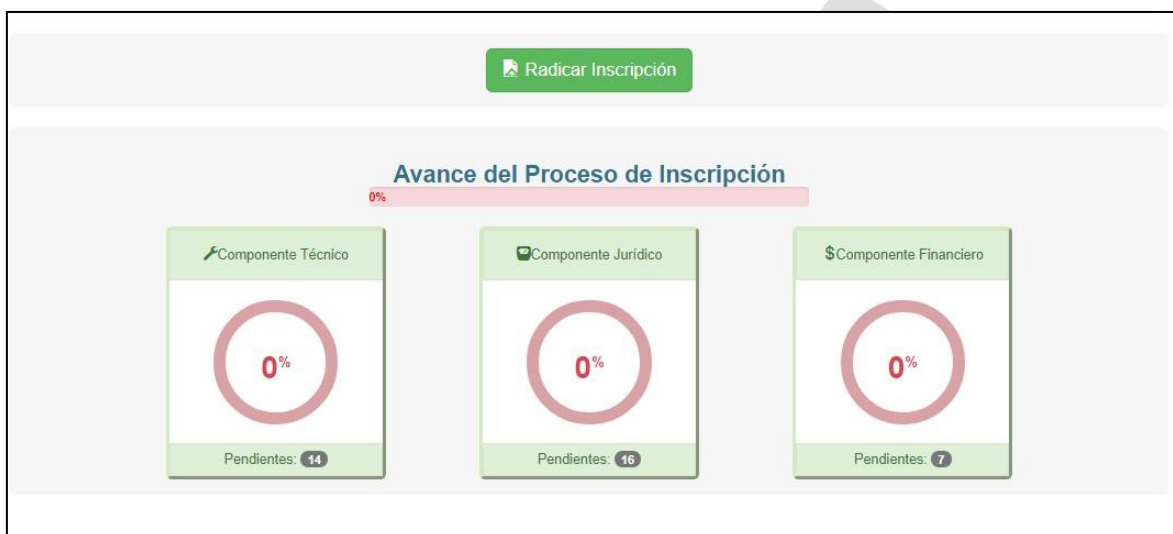 Radicar Inscripción
Avance del Proceso de Inscripción
0%
Componente Técnico
Componente Jurídico
$Componente Financiero
0%
0%
0%
Pendientes: 14
Pendientes: 16
Pendientes: 7